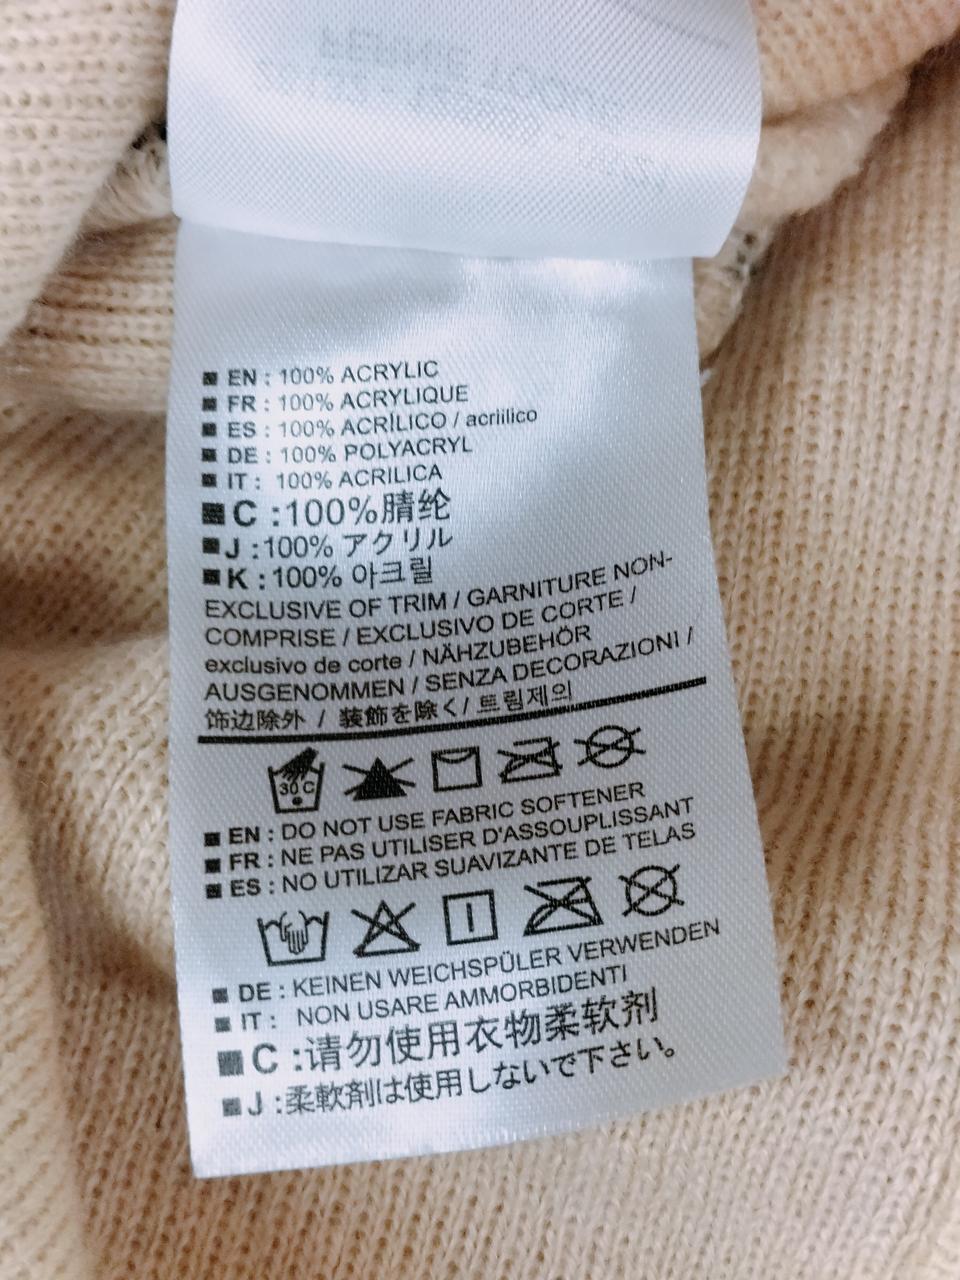 ■ EN : 100% ACRYLIC
■ FR : 100% ACRYLIQUE
■ ES : 100% ACRÍLICO / acriilico
■ DE : 100% POLYACRYL
■ IT : 100% ACRILICA
■ C :100%腈纶
■ J :100% アクリル
■ K : 100% 아크릴
EXCLUSIVE OF TRIM / GARNITURE NON-
COMPRISE / EXCLUSIVO DE CORTE /
exclusivo de corte / NÄHZUBEHÖR
AUSGENOMMEN / SENZA DECORAZIONI /
饰边除外 / 装飾を除く/ 트림제외
30 C
■ EN : DO NOT USE FABRIC SOFTENER
■ FR : NE PAS UTILISER D'ASSOUPLISSANT
■ ES : NO UTILIZAR SUAVIZANTE DE TELAS
■ DE : KEINEN WEICHSPÜLER VERWENDEN
■ IT : NON USARE AMMORBIDENTI
■ C :请勿使用衣物柔软剂
■ J :柔軟剤は使用しないで下さい。